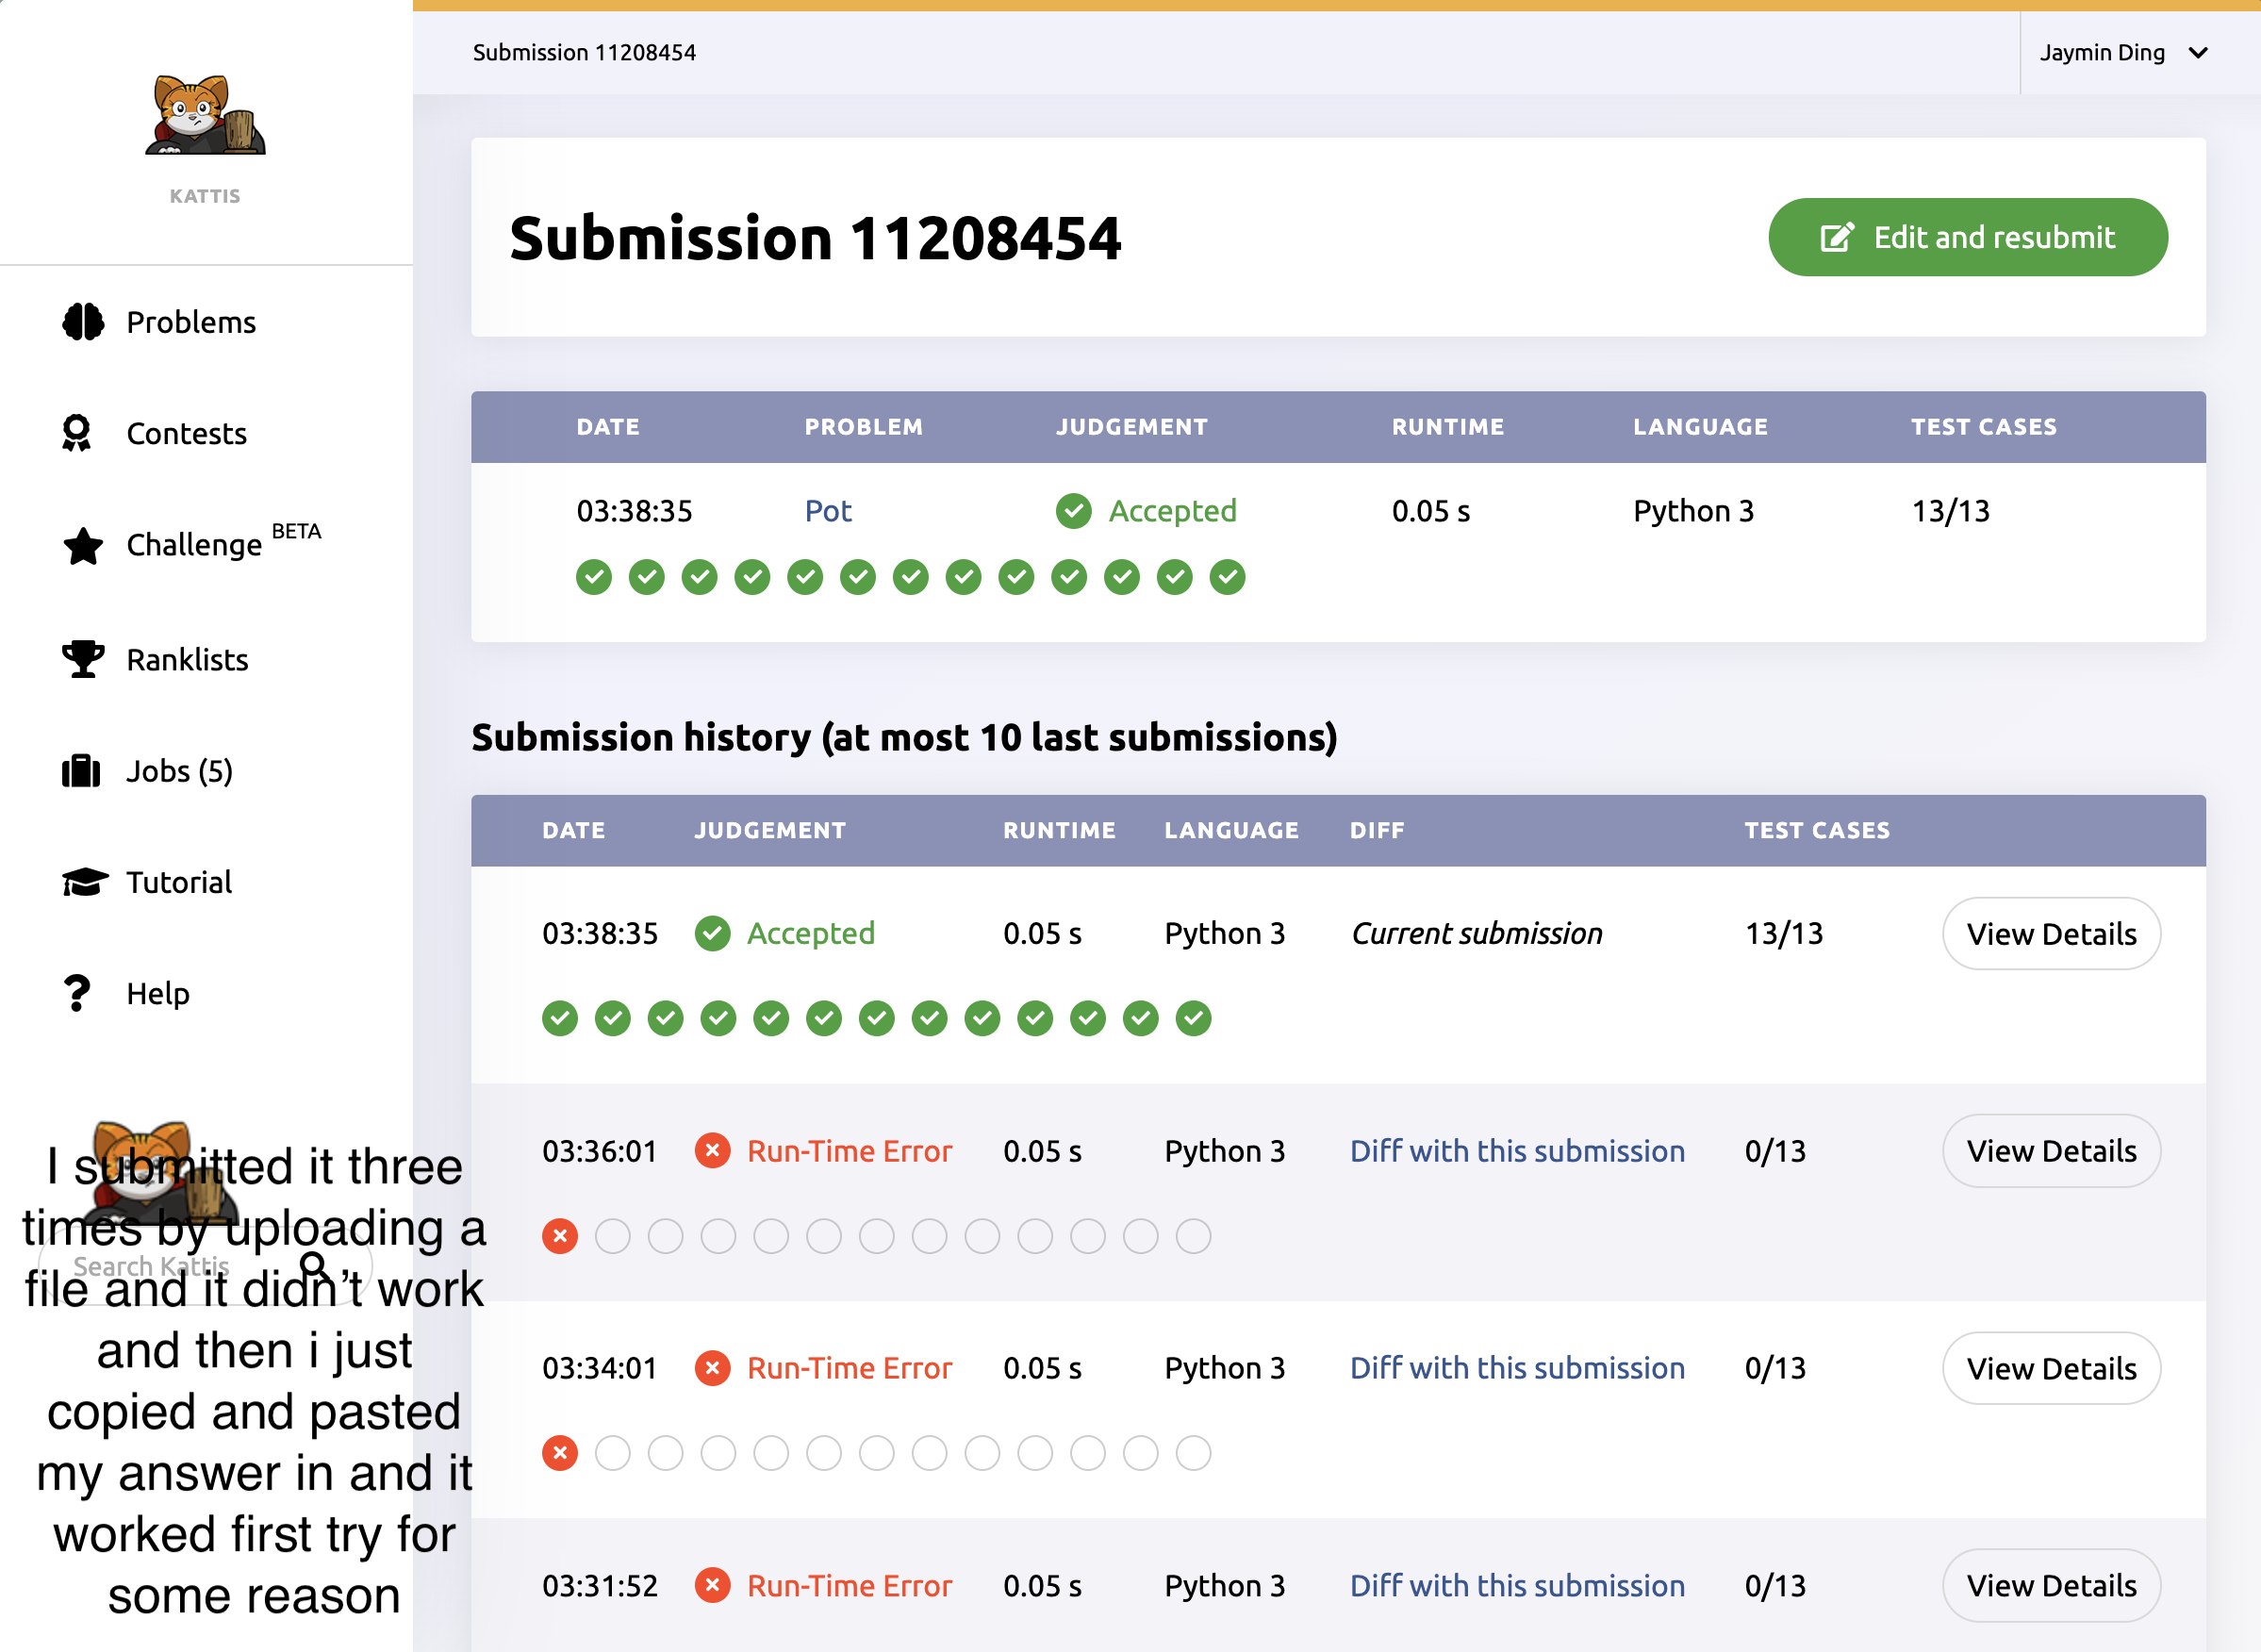 Submission 11208454
Jaymin Ding
KATTIS
Submission 11208454
Edit and resubmit
Problems
Contests
Challenge BETA
Ranklists
Jobs (5)
Tutorial
Help
Search Kattis
I submitted it three
times by uploading a
file and it didn't work
and then i just
copied and pasted
my answer in and it
worked first try for
some reason
DATE PROBLEM JUDGEMENT RUNTIME LANGUAGE TEST CASES
03:38:35 Pot Accepted 0.05 s Python 3 13/13
Submission history (at most 10 last submissions)
DATE JUDGEMENT RUNTIME LANGUAGE DIFF TEST CASES
03:38:35 Accepted 0.05 s Python 3 Current submission 13/13 View Details
03:36:01 Run-Time Error 0.05 s Python 3 Diff with this submission 0/13 View Details
03:34:01 Run-Time Error 0.05 s Python 3 Diff with this submission 0/13 View Details
03:31:52 Run-Time Error 0.05 s Python 3 Diff with this submission 0/13 View Details